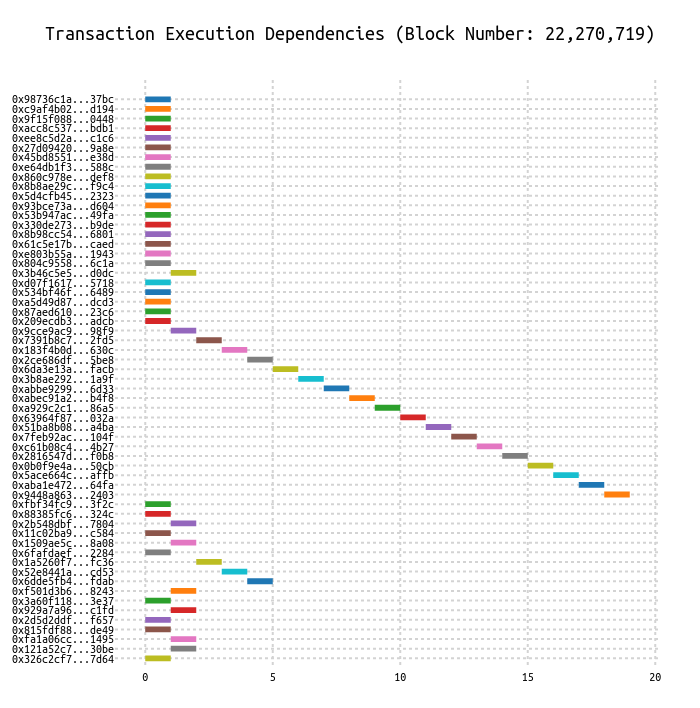 Transaction Execution Dependencies (Block Number: 22,270,719)
0x98736c1a...37bc
0xc9af4b02...d194
0x9f15f088...0448
0xacc8c537...bdb1
0xee8c5d2a...c1c6
0x27d09420...9a8e
0x45bd8551...e38d
0xe64db1f3...588c
0x860c978e...def8
0x8b8ae29c...f9c4
0x5d4cfb45...2323
0x93bce73a...d604
0x53b947ac...49fa
0x330de273...b9de
0x8b98cc54...6801
0x61c5e17b...caed
0xe803b55a...1943
0x804c9558...6c1a
0x3b46c5e5...d0dc
0xd07f1617...5718
0x534bf46f...6489
0xa5d49d87...dcd3
0x87aed610...23c6
0x209ecdb3...adcb
0x9cce9ac9...98f9
0x7391b8c7...2fd5
0x183f4b0d...630c
0x2ce686df...5be8
0x6da3e13a...facb
0x3b8ae292...1a9f
0xabbe9299...6d33
0xabec91a2...b4f8
0xa929c2c1...86a5
0x63964f87...032a
0x51ba8b08...a4ba
0x7feb92ac...104f
0xc61b08c4...4b27
0x2816547d...f0b8
0x0b0f9e4a...50cb
0x5ace664c...affb
0xaba1e472...64fa
0x9448a863...2403
0xfbf34fc9...3f2c
0x88385fc6...324c
0x2b548dbf...7804
0x11c02ba9...c584
0x1509ae5c...8a08
0x6fafdaef...2284
0x1a5260f7...fc36
0x52e8441a...cd53
0x6dde5fb4...fdab
0xf501d3b6...8243
0x3a60f118...3e37
0x929a7a96...c1fd
0x2d5d2ddf...f657
0x815fdf88...de49
0xfa1a06cc...1495
0x121a52c7...30be
0x326c2cf7...7d64
0 5 10 15 20